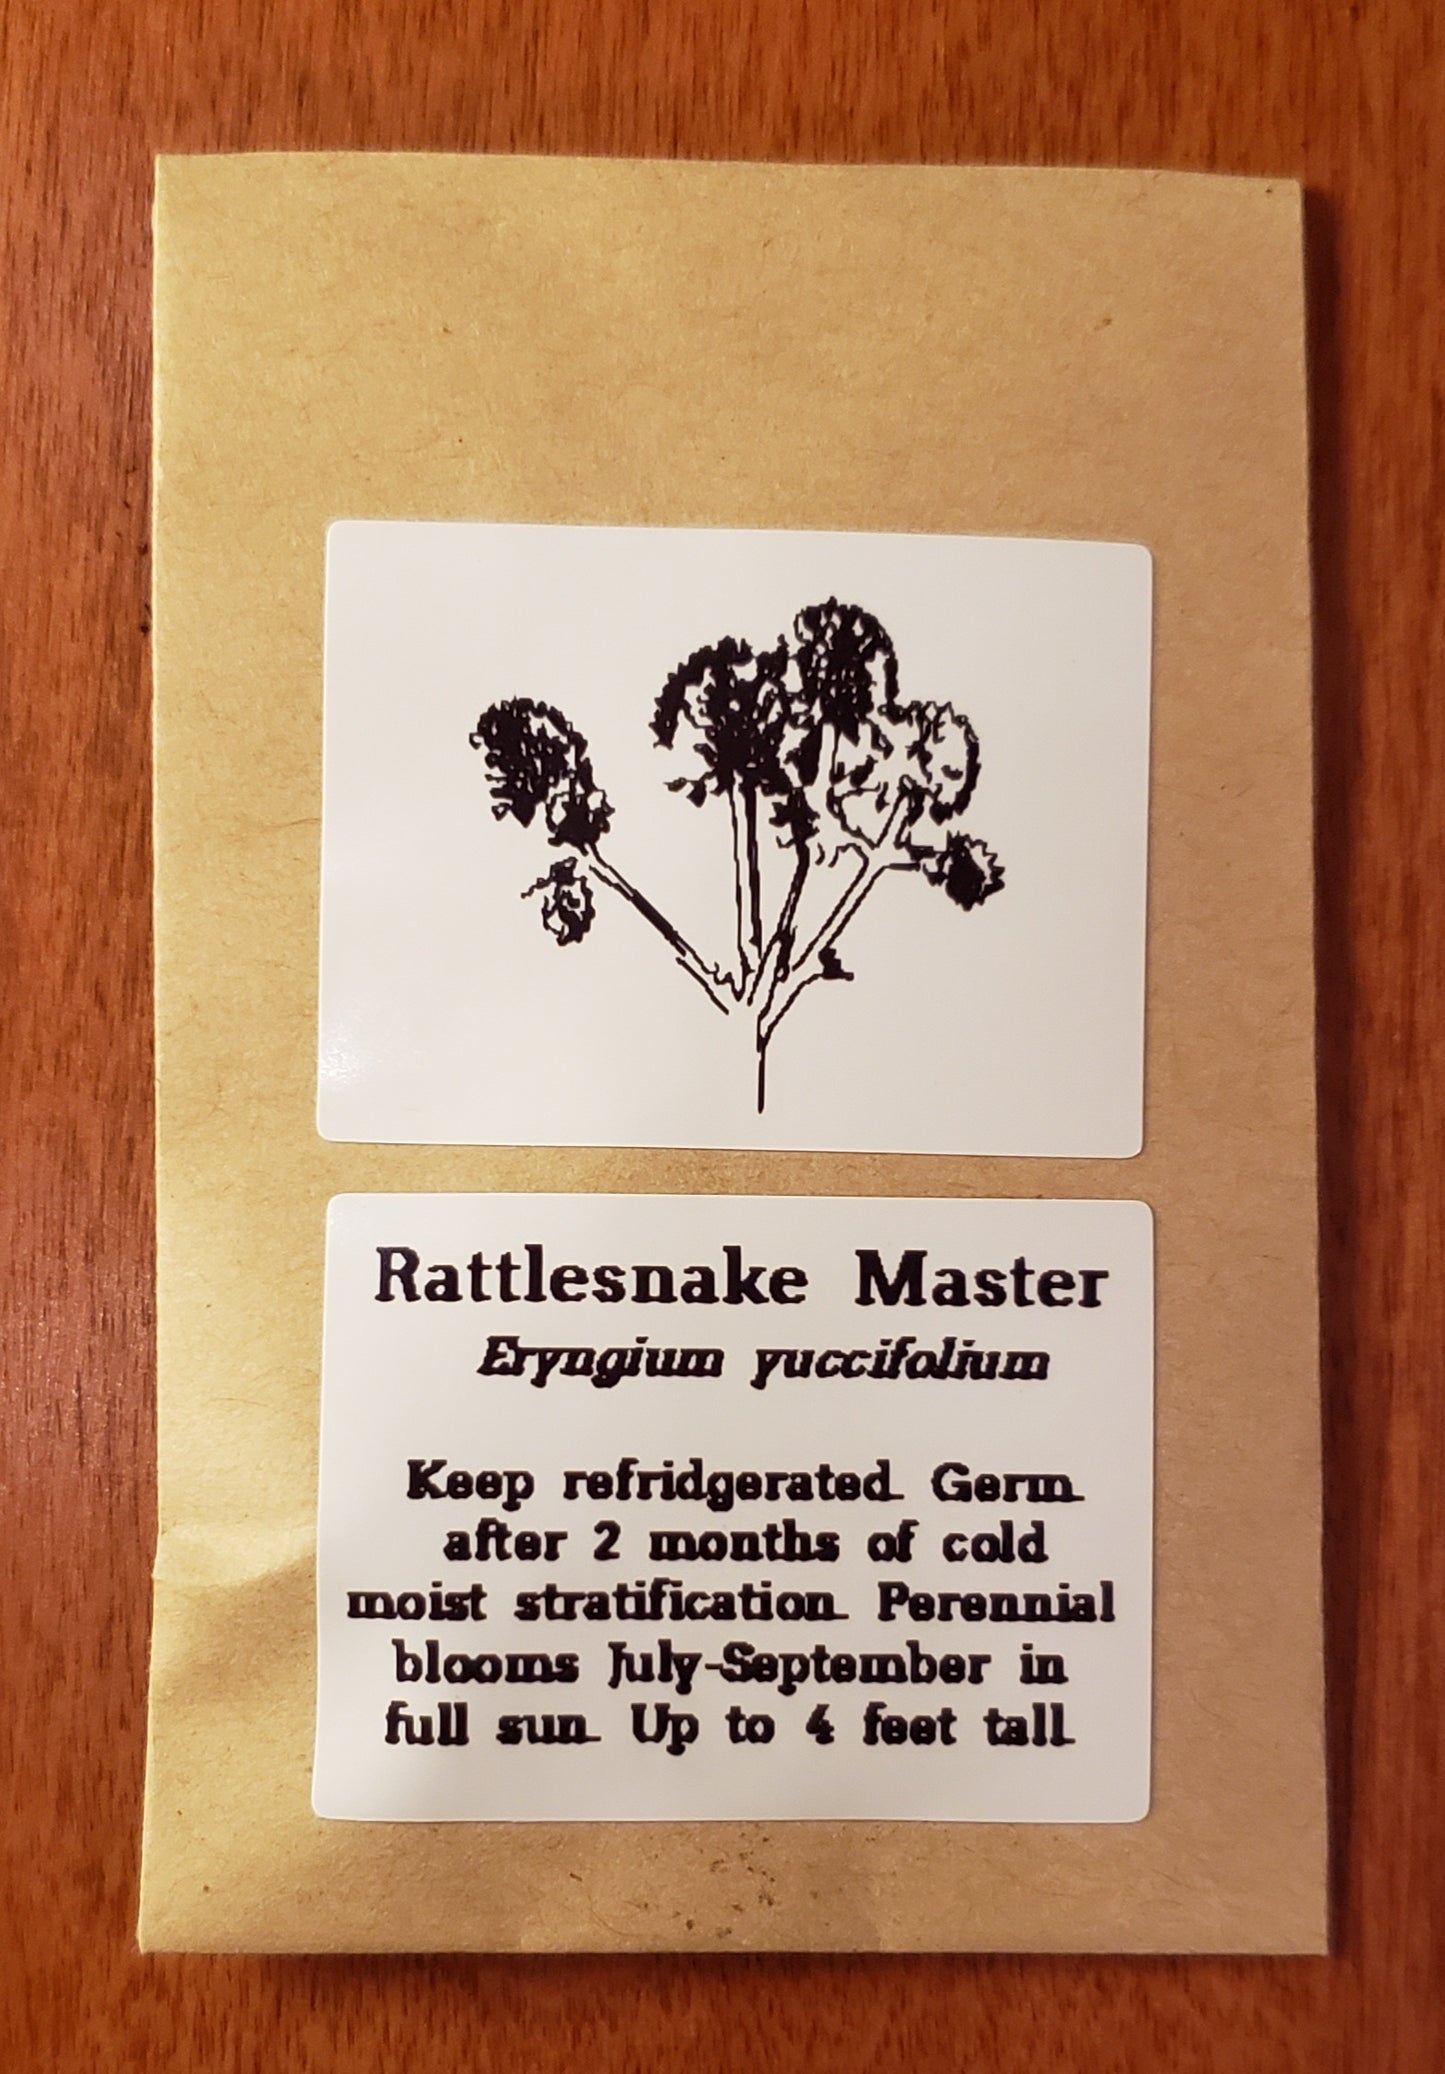 Rattlesnake Master
Eryngium yuccifolium
Keep refridgerated. Germ.
after 2 months of cold
moist stratification. Perennial
blooms July-September in
full sun. Up to 4 feet tall.